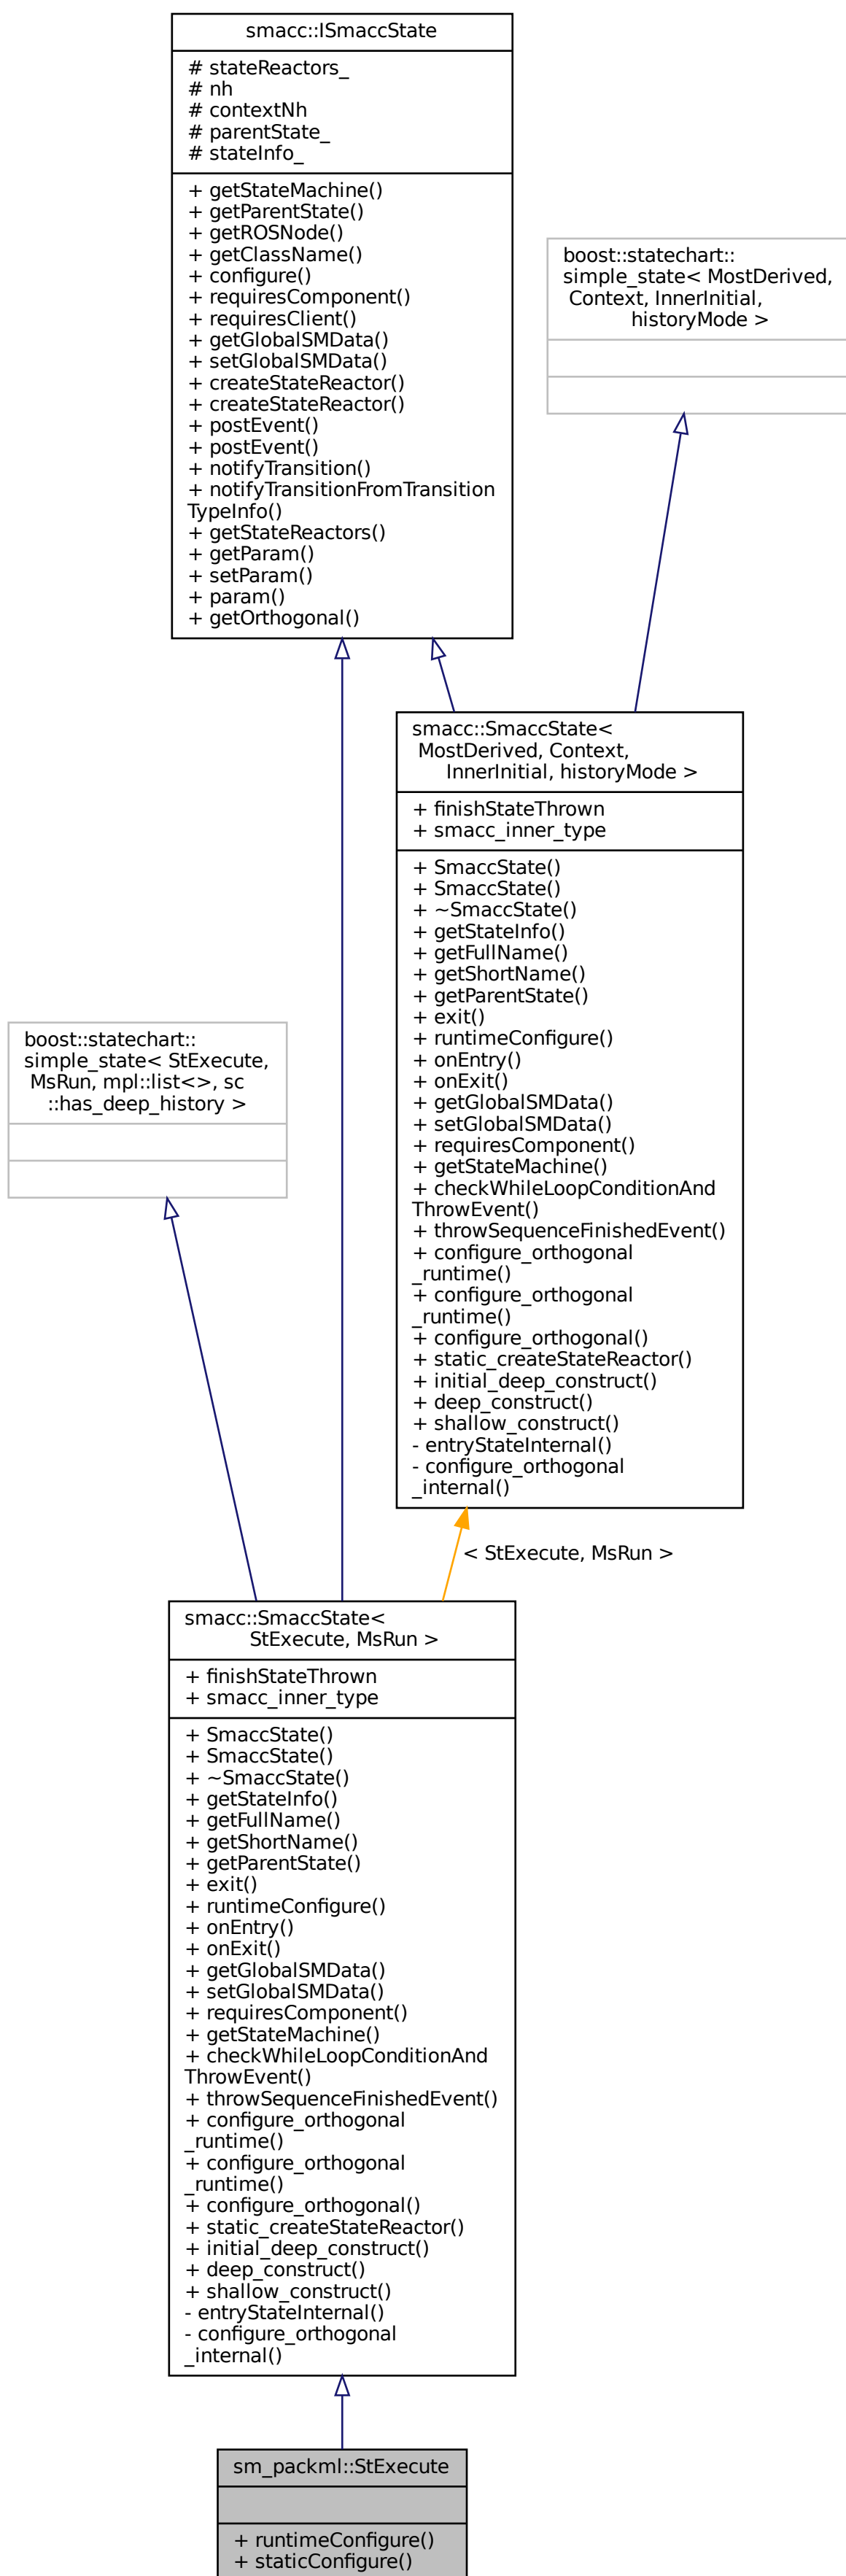 smacc::ISmaccState
# stateReactors_
# nh
# contextNh
# parentState_
# stateInfo_
+ getStateMachine()
+ getParentState()
+ getROSNode()
+ getClassName()
+ configure()
+ requiresComponent()
+ requiresClient()
+ getGlobalSMData()
+ setGlobalSMData()
+ createStateReactor()
+ createStateReactor()
+ postEvent()
+ postEvent()
+ notifyTransition()
+ notifyTransitionFromTransition
TypeInfo()
+ getStateReactors()
+ getParam()
+ setParam()
+ param()
+ getOrthogonal()
boost::statechart::
simple_state< MostDerived,
Context, InnerInitial,
historyMode >
smacc::SmaccState<
MostDerived, Context,
InnerInitial, historyMode >
+ finishStateThrown
+ smacc_inner_type
+ SmaccState()
+ SmaccState()
+ ~SmaccState()
+ getStateInfo()
+ getFullName()
+ getShortName()
+ getParentState()
+ exit()
+ runtimeConfigure()
+ onEntry()
+ onExit()
+ getGlobalSMData()
+ setGlobalSMData()
+ requiresComponent()
+ getStateMachine()
+ checkWhileLoopConditionAnd
ThrowEvent()
+ throwSequenceFinishedEvent()
+ configure_orthogonal
_runtime()
+ configure_orthogonal
_runtime()
+ configure_orthogonal()
+ static_createStateReactor()
+ initial_deep_construct()
+ deep_construct()
+ shallow_construct()
- entryStateInternal()
- configure_orthogonal
_internal()
boost::statechart::
simple_state< StExecute,
MsRun, mpl::list<>, sc
::has_deep_history >
< StExecute, MsRun >
smacc::SmaccState<
StExecute, MsRun >
+ finishStateThrown
+ smacc_inner_type
+ SmaccState()
+ SmaccState()
+ ~SmaccState()
+ getStateInfo()
+ getFullName()
+ getShortName()
+ getParentState()
+ exit()
+ runtimeConfigure()
+ onEntry()
+ onExit()
+ getGlobalSMData()
+ setGlobalSMData()
+ requiresComponent()
+ getStateMachine()
+ checkWhileLoopConditionAnd
ThrowEvent()
+ throwSequenceFinishedEvent()
+ configure_orthogonal
_runtime()
+ configure_orthogonal
_runtime()
+ configure_orthogonal()
+ static_createStateReactor()
+ initial_deep_construct()
+ deep_construct()
+ shallow_construct()
- entryStateInternal()
- configure_orthogonal
_internal()
sm_packml::StExecute
+ runtimeConfigure()
+ staticConfigure()